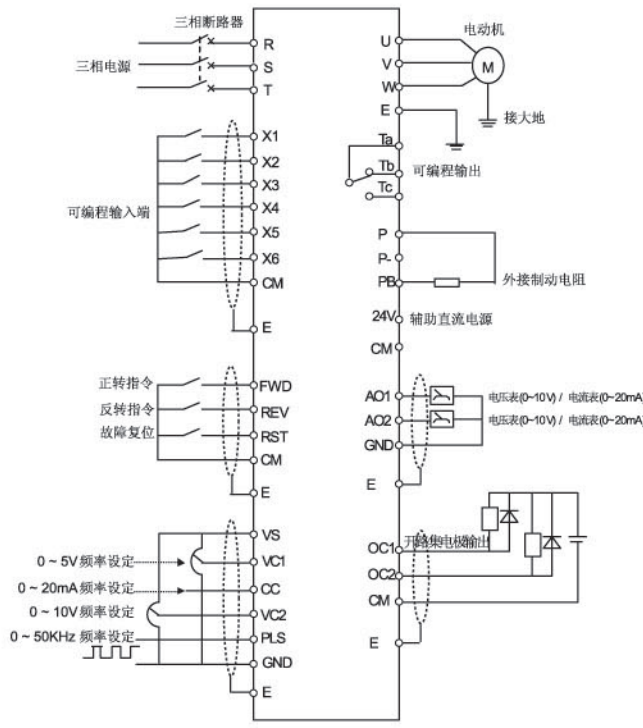 三相断路器
三相电源
R
S
T
X1
X2
X3
X4
X5
X6
CM
E
可编程输入端
正转指令
FWD
反转指令
REV
故障复位
RST
CM
E
VS
0 ~ 5V 频率设定
VC1
0 ~ 20mA 频率设定
CC
0 ~ 10V 频率设定
VC2
0 ~ 50KHz 频率设定
PLS
GND
E
电动机
U
V
W
M
E
接大地
Ta
Tb
Tc
可编程输出
P
P-
PB
外接制动电阻
24V
辅助直流电源
CM
AO1
电压表(0~10V) / 电流表(0~20mA)
AO2
电压表(0~10V) / 电流表(0~20mA)
GND
E
开路集电极输出
OC1
OC2
CM
E